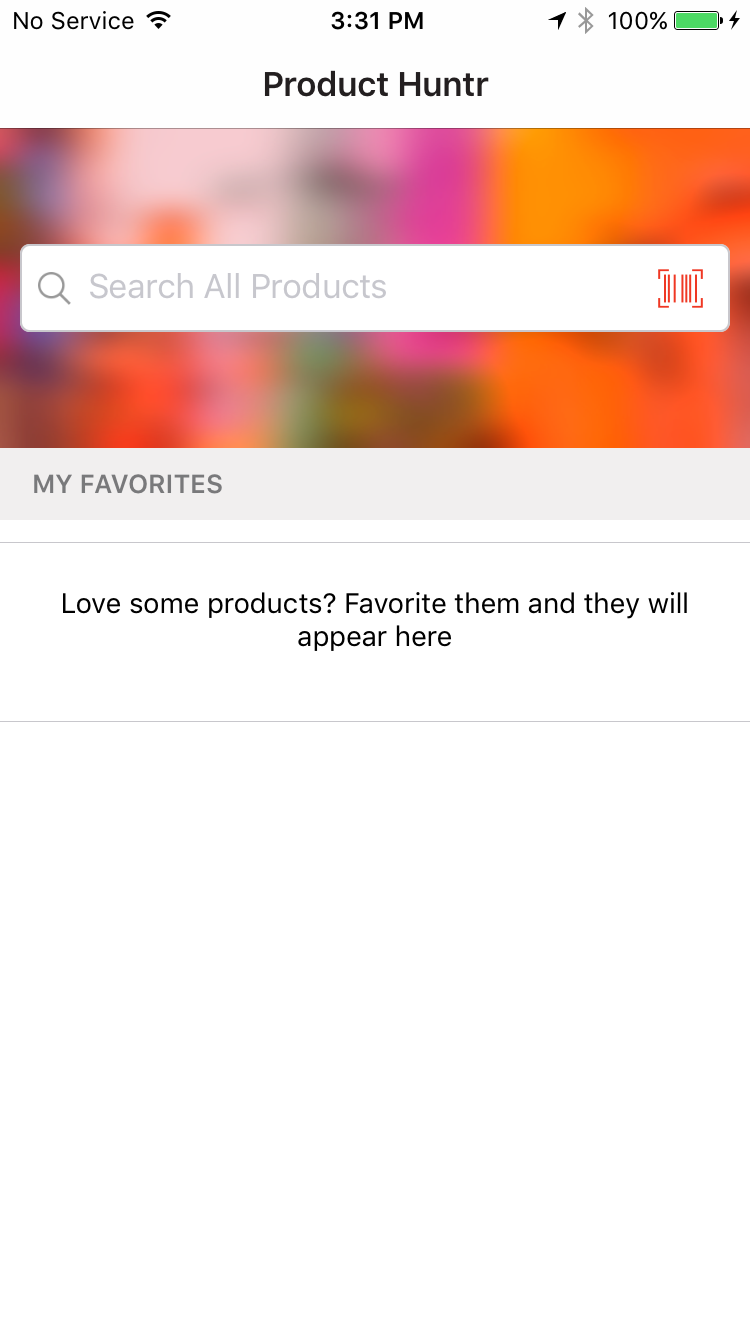 No Service 3:31 PM 100%
Product Huntr
Search All Products
MY FAVORITES
Love some products? Favorite them and they will
appear here